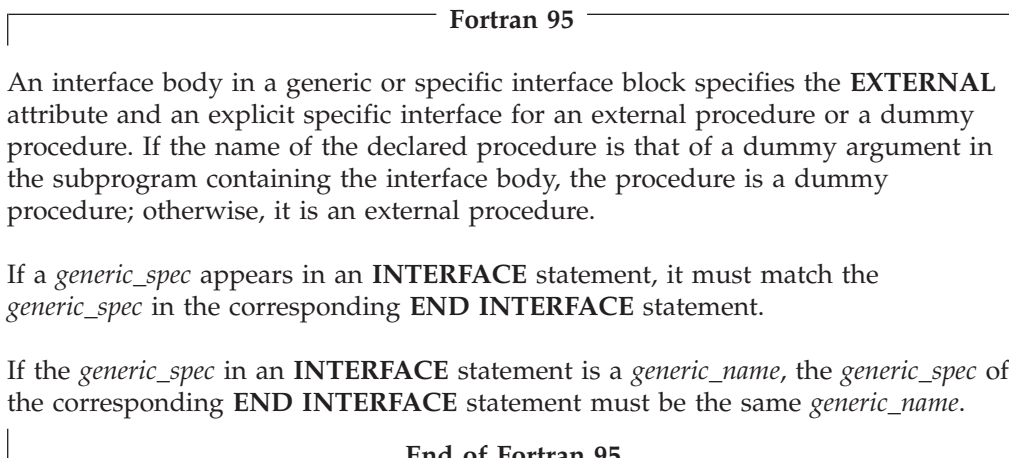 Fortran 95
An interface body in a generic or specific interface block specifies the EXTERNAL
attribute and an explicit specific interface for an external procedure or a dummy
procedure. If the name of the declared procedure is that of a dummy argument in
the subprogram containing the interface body, the procedure is a dummy
procedure; otherwise, it is an external procedure.
If a generic_spec appears in an INTERFACE statement, it must match the
generic_spec in the corresponding END INTERFACE statement.
If the generic_spec in an INTERFACE statement is a generic_name, the generic_spec of
the corresponding END INTERFACE statement must be the same generic_name.
End of Fortran 95